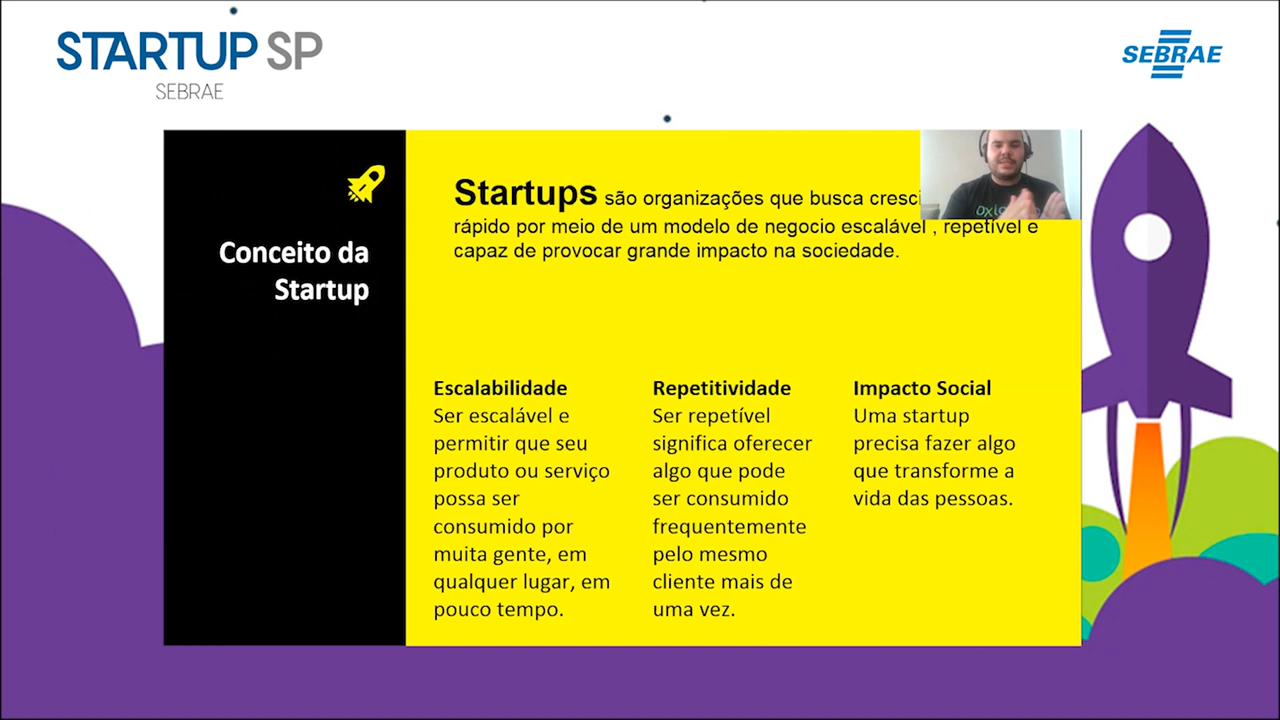 STARTUP SP
SEBRAE
SEBRAE
Conceito da
Startup
Startups são organizações que busca
rápido por meio de um modelo de negocio escalável , repetível e
capaz de provocar grande impacto na sociedade.
Escalabilidade
Ser escalável e
permitir que seu
produto ou serviço
possa ser
consumido por
muita gente, em
qualquer lugar, em
pouco tempo.
Repetitividade
Ser repetível
significa oferecer
algo que pode
ser consumido
frequentemente
pelo mesmo
cliente mais de
uma vez.
Impacto Social
Uma startup
precisa fazer algo
que transforme a
vida das pessoas.